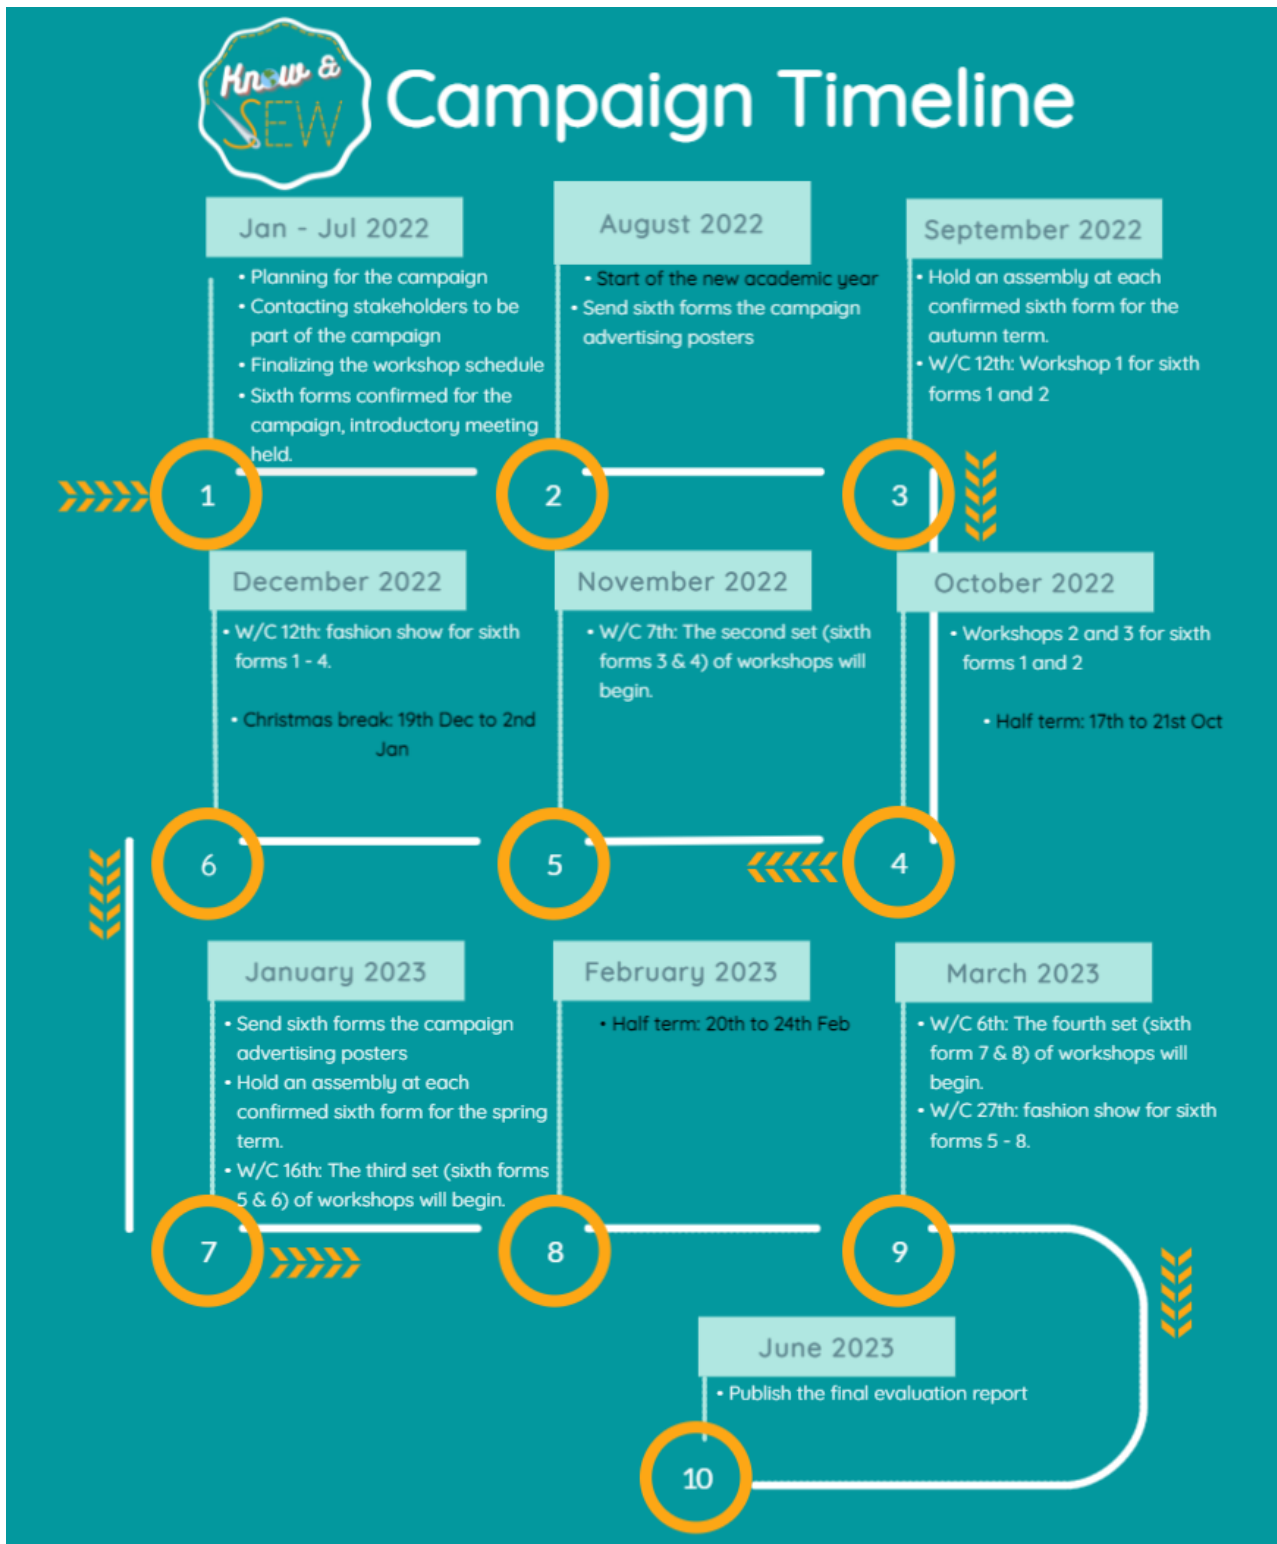 Know &
SEW
Campaign Timeline
Jan - Jul 2022
• Planning for the campaign
• Contacting stakeholders to be
part of the campaign
• Finalizing the workshop schedule
• Sixth forms confirmed for the
campaign, introductory meeting
held.
1
August 2022
• Start of the new academic year
• Send sixth forms the campaign
advertising posters
2
September 2022
• Hold an assembly at each
confirmed sixth form for the
autumn term.
• W/C 12th: Workshop 1 for sixth
forms 1 and 2
3
October 2022
• Workshops 2 and 3 for sixth
forms 1 and 2
• Half term: 17th to 21st Oct
4
November 2022
• W/C 7th: The second set (sixth
forms 3 & 4) of workshops will
begin.
5
December 2022
• W/C 12th: fashion show for sixth
forms 1 - 4.
• Christmas break: 19th Dec to 2nd
Jan
6
January 2023
• Send sixth forms the campaign
advertising posters
• Hold an assembly at each
confirmed sixth form for the spring
term.
• W/C 16th: The third set (sixth forms
5 & 6) of workshops will begin.
7
February 2023
• Half term: 20th to 24th Feb
8
March 2023
• W/C 6th: The fourth set (sixth
form 7 & 8) of workshops will
begin.
• W/C 27th: fashion show for sixth
forms 5 - 8.
9
June 2023
• Publish the final evaluation report
10